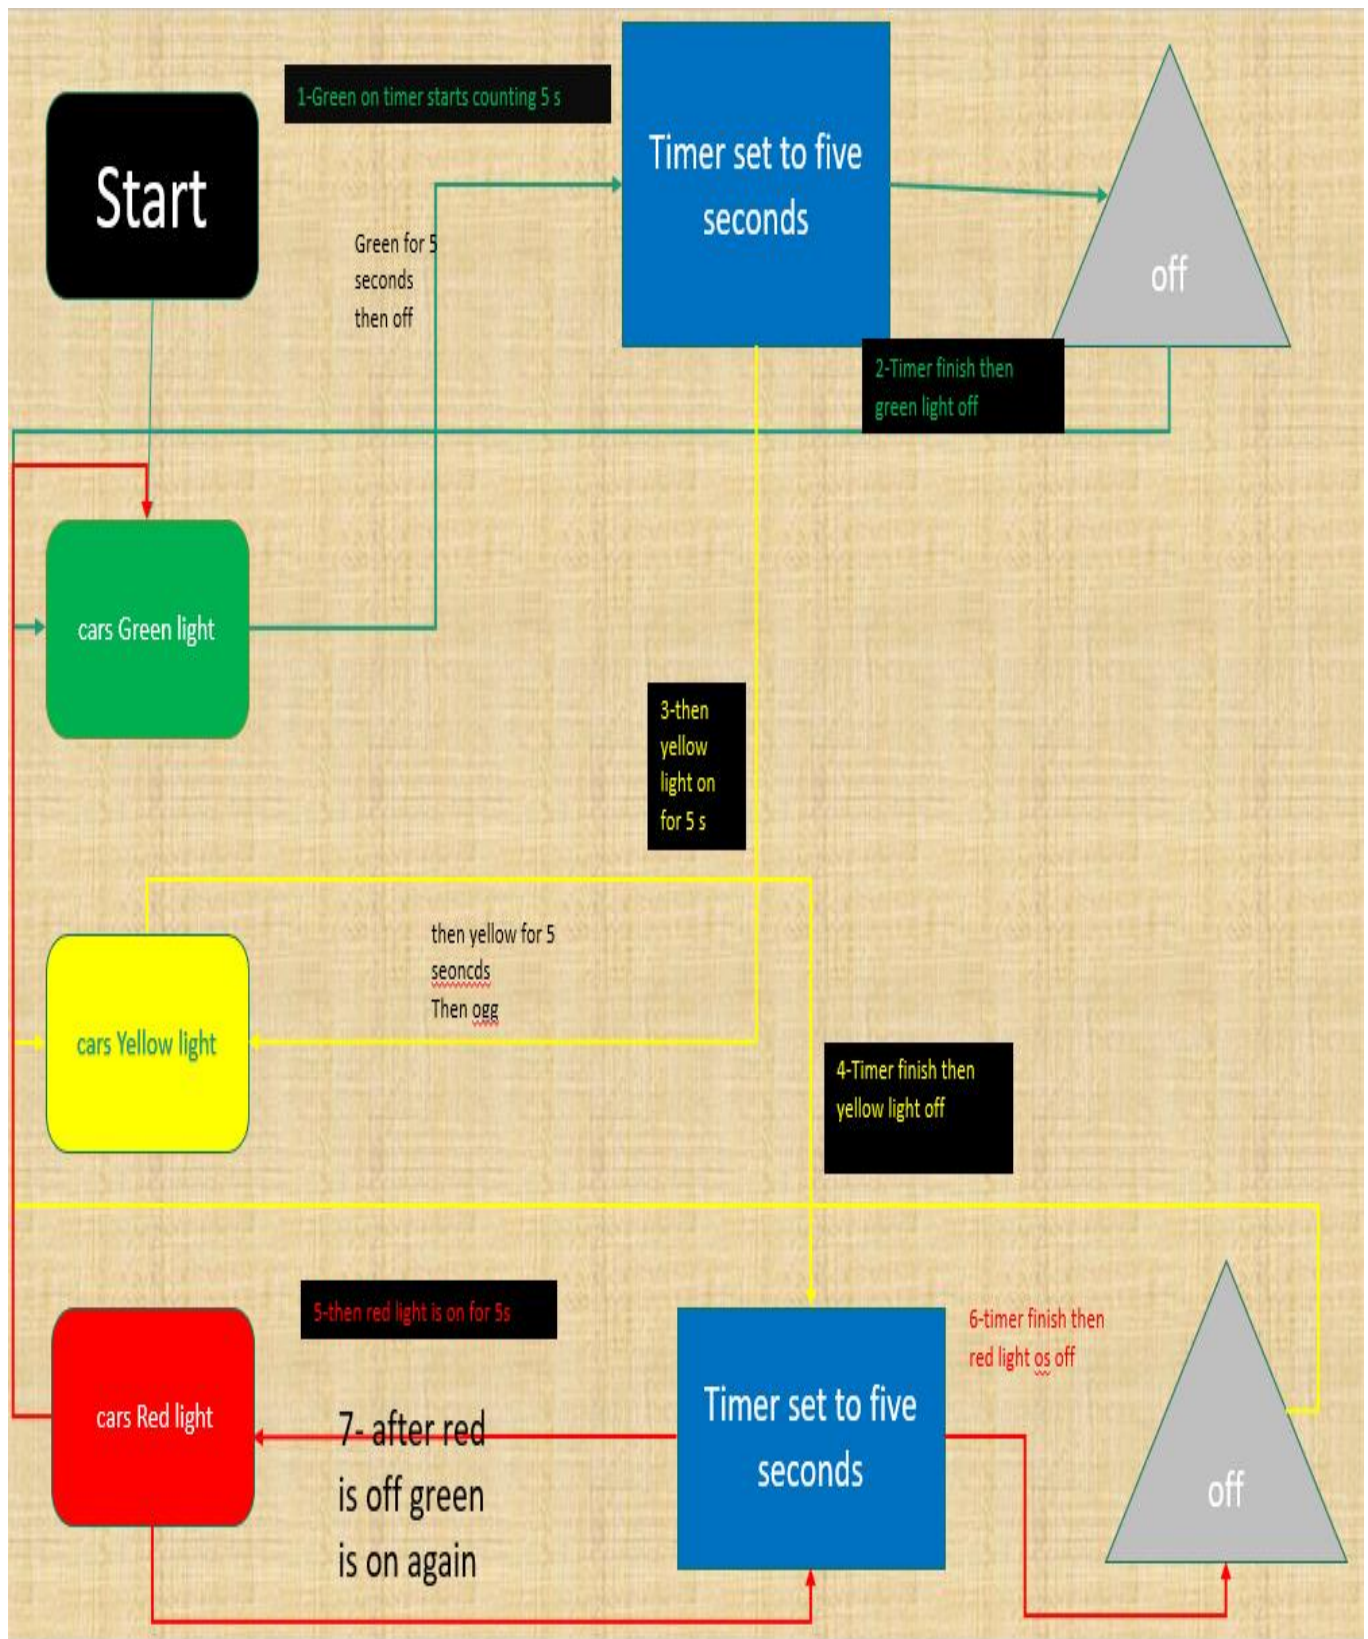 Start
1-Green on timer starts counting 5 s
Timer set to five
seconds
off
Green for 5
seconds
then off
2-Timer finish then
green light off
cars Green light
3-then
yellow
light on
for 5 s
then yellow for 5
seoncds
Then ogg
cars Yellow light
4-Timer finish then
yellow light off
5-then red light is on for 5s
6-timer finish then
red light os off
cars Red light
7- after red
is off green
is on again
Timer set to five
seconds
off